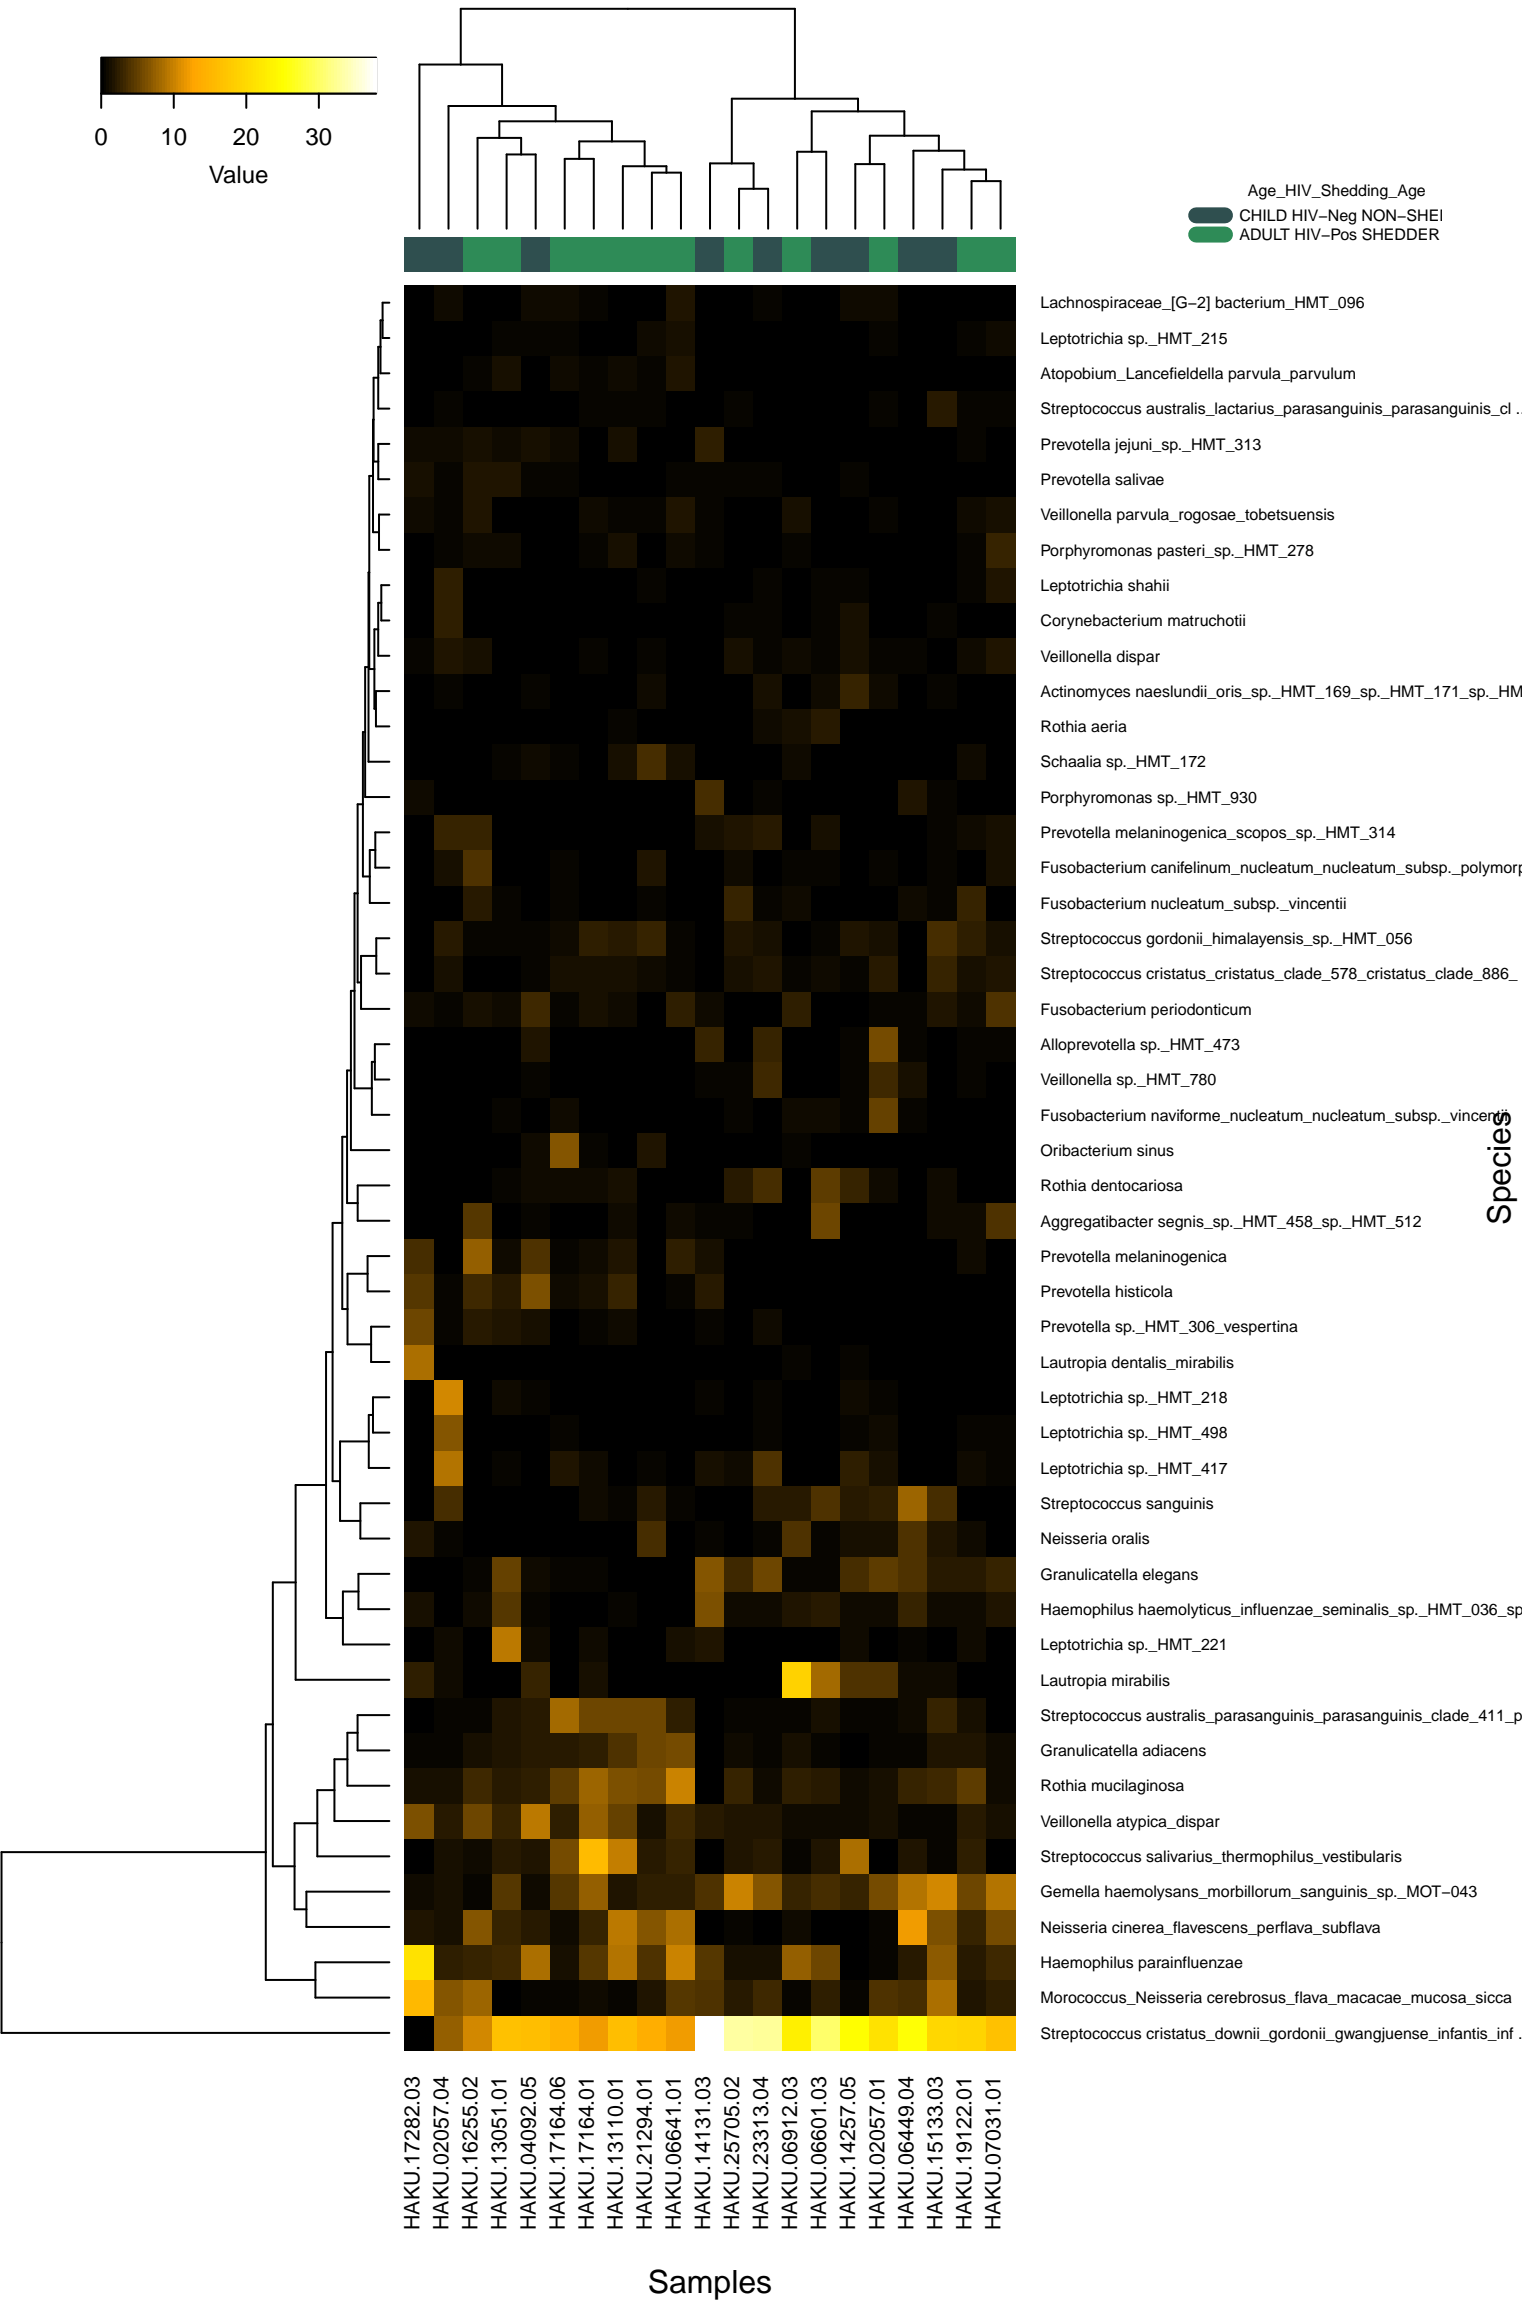 0 10 20 30
Value
Age_HIV_Shedding_Age
CHILD HIV−Neg NON−SHEI
ADULT HIV−Pos SHEDDER
Lachnospiraceae_[G−2] bacterium_HMT_096
Leptotrichia sp._HMT_215
Atopobium_Lancefieldella parvula_parvulum
Streptococcus australis_lactarius_parasanguinis_parasanguinis_cl ..
Prevotella jejuni_sp._HMT_313
Prevotella salivae
Veillonella parvula_rogosae_tobetsuensis
Porphyromonas pasteri_sp._HMT_278
Leptotrichia shahii
Corynebacterium matruchotii
Veillonella dispar
Actinomyces naeslundii_oris_sp._HMT_169_sp._HMT_171_sp._HM
Rothia aeria
Schaalia sp._HMT_172
Porphyromonas sp._HMT_930
Prevotella melaninogenica_scopos_sp._HMT_314
Fusobacterium canifelinum_nucleatum_nucleatum_subsp._polymorp
Fusobacterium nucleatum_subsp._vincentii
Streptococcus gordonii_himalayensis_sp._HMT_056
Streptococcus cristatus_cristatus_clade_578_cristatus_clade_886_
Fusobacterium periodonticum
Alloprevotella sp._HMT_473
Veillonella sp._HMT_780
Fusobacterium naviforme_nucleatum_nucleatum_subsp._vincentii
Oribacterium sinus
Rothia dentocariosa
Aggregatibacter segnis_sp._HMT_458_sp._HMT_512
Prevotella melaninogenica
Prevotella histicola
Prevotella sp._HMT_306_vespertina
Lautropia dentalis_mirabilis
Leptotrichia sp._HMT_218
Leptotrichia sp._HMT_498
Leptotrichia sp._HMT_417
Streptococcus sanguinis
Neisseria oralis
Granulicatella elegans
Haemophilus haemolyticus_influenzae_seminalis_sp._HMT_036_sp
Leptotrichia sp._HMT_221
Lautropia mirabilis
Streptococcus australis_parasanguinis_parasanguinis_clade_411_p
Granulicatella adiacens
Rothia mucilaginosa
Veillonella atypica_dispar
Streptococcus salivarius_thermophilus_vestibularis
Gemella haemolysans_morbillorum_sanguinis_sp._MOT−043
Neisseria cinerea_flavescens_perflava_subflava
Haemophilus parainfluenzae
Morococcus_Neisseria cerebrosus_flava_macacae_mucosa_sicca
Streptococcus cristatus_downii_gordonii_gwangjuense_infantis_inf ..
Species
HAKU.17282.03
HAKU.02057.04
HAKU.16255.02
HAKU.13051.01
HAKU.04092.05
HAKU.17164.06
HAKU.17164.01
HAKU.13110.01
HAKU.21294.01
HAKU.06641.01
HAKU.14131.03
HAKU.25705.02
HAKU.23313.04
HAKU.06912.03
HAKU.06601.03
HAKU.14257.05
HAKU.02057.01
HAKU.06449.04
HAKU.15133.03
HAKU.19122.01
HAKU.07031.01
Samples